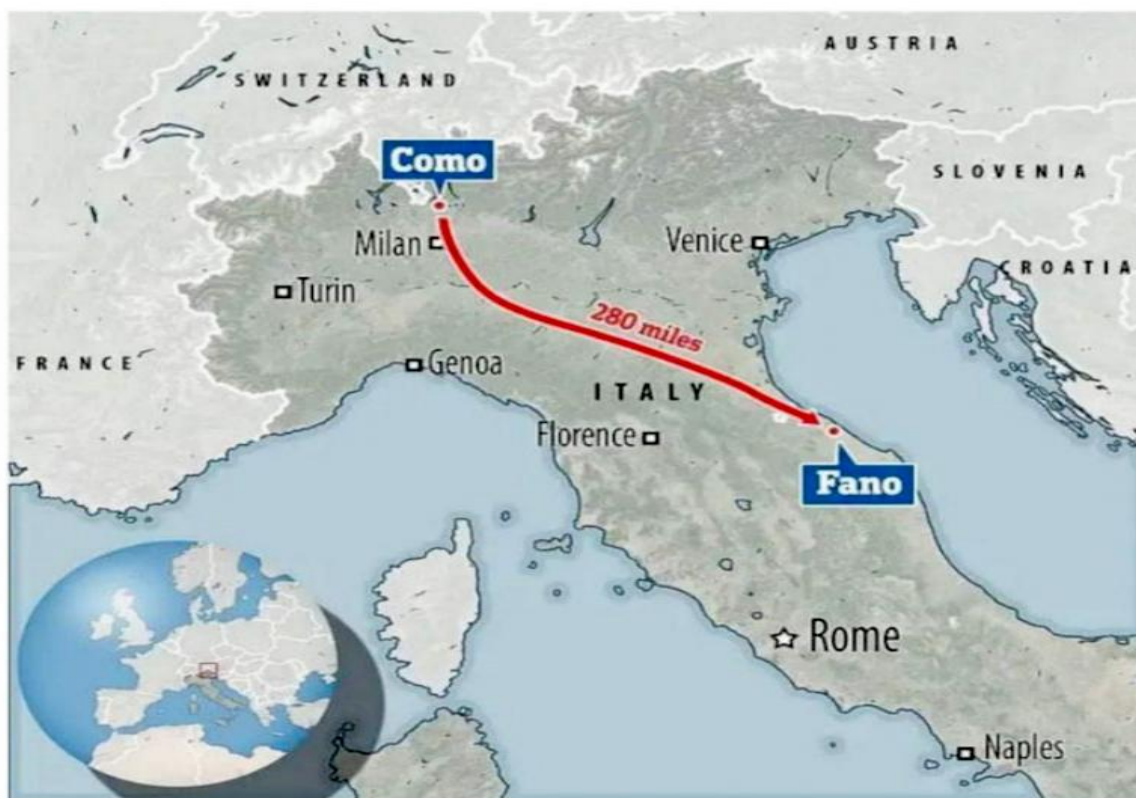 AUSTRIA
SWITZERLAND
Como
SLOVENIA
Milan
Venice
CROATIA
Turin
280 miles
FRANCE
Genoa
ITALY
Florence
Fano
Rome
Naples